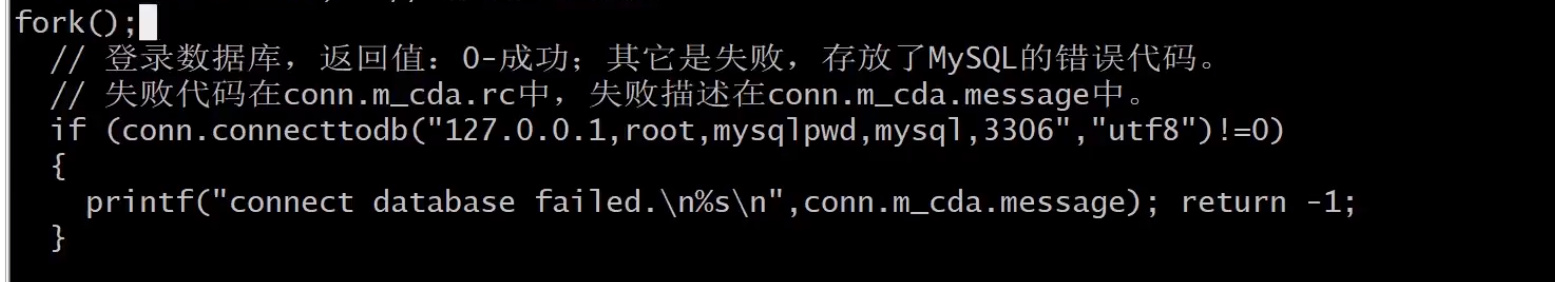 fork();
// 登录数据库，返回值：0-成功；其它是失败，存放了MySQL的错误代码。
// 失败代码在conn.m_cda.rc中，失败描述在conn.m_cda.message中。
if (conn.connecttodb("127.0.0.1,root,mysqlpwd,mysql,3306","utf8")!=0)
{
printf("connect database failed.\n%s\n",conn.m_cda.message); return -1;
}